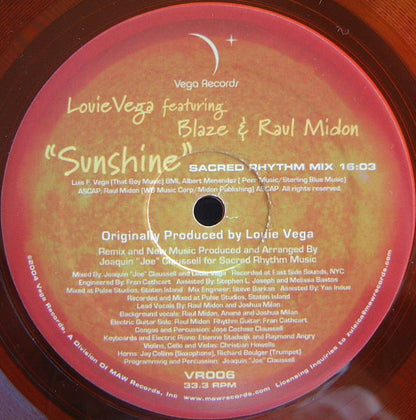 Vega Records
Louie Vega featuring
Blaze & Raul Midon
"Sunshine" SACRED RHYTHM MIX 16:03
Luis F. Vega (That Boy Music) BMI, Albert Menendez ( Perc Music/Sterling Blue Music)
ASCAP, Raul Midon (WB Music Corp/Midon Publishing) ASCAP. All rights reserved.
Originally Produced by Louie Vega
Remix and New Music Produced and Arranged By
Joaquin "Joe" Claussell for Sacred Rhythm Music
Mixed By: Joaquin "Joe" Claussell and Louie Vega Recorded at East Side Sounds, NYC
Engineered By: Fran Cathcart Assisted By: Stephen L. Joseph and Melissa Baxton
Mixed at Pulse Studios, Staten Island Mix Engineer: Steve Barkan Assisted By: Yas Inoue
Recorded and Mixed at Pulse Studios, Staten Island
Lead Vocals By: Raul Midon and Joshua Milan
Background vocals: Raul Midon, Anane and Joshua Milan
Electric Guitar Solo: Raul Midon Rhythm Guitar: Fran Cathcart
Congas and Percussion: Jose Cochise Claussell
Keyboards and Electric Piano: Etienne Stadwijk and Raymond Angry
Violins, Cello and Violas: Christian Howells
Horns: Jay Collins (Saxophone), Richard Boulger (Trumpet)
Programming and Percussion: Joaquin "Joe" Claussell
VR006
33.3 RPM
©2004 Vega Records, A Division Of MAW Records, Inc www.mawrecords.com Licensing Inquiries to zuleica@mawrecords.com